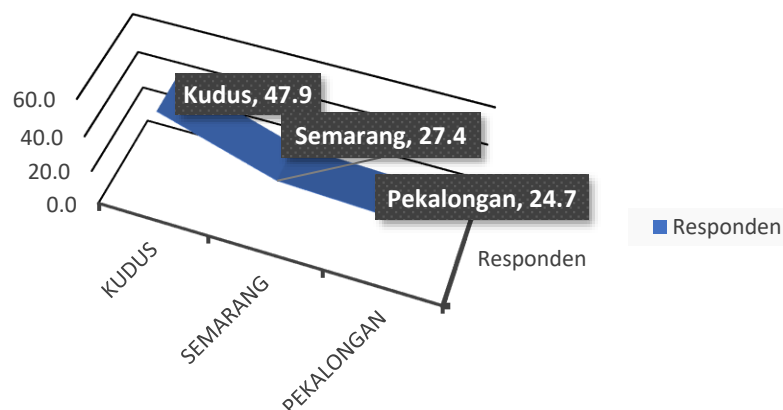 60.0
40.0
20.0
0.0
Kudus, 47.9
Semarang, 27.4
Pekalongan, 24.7
KUDUS
SEMARANG
PEKALONGAN
Responden
Responden